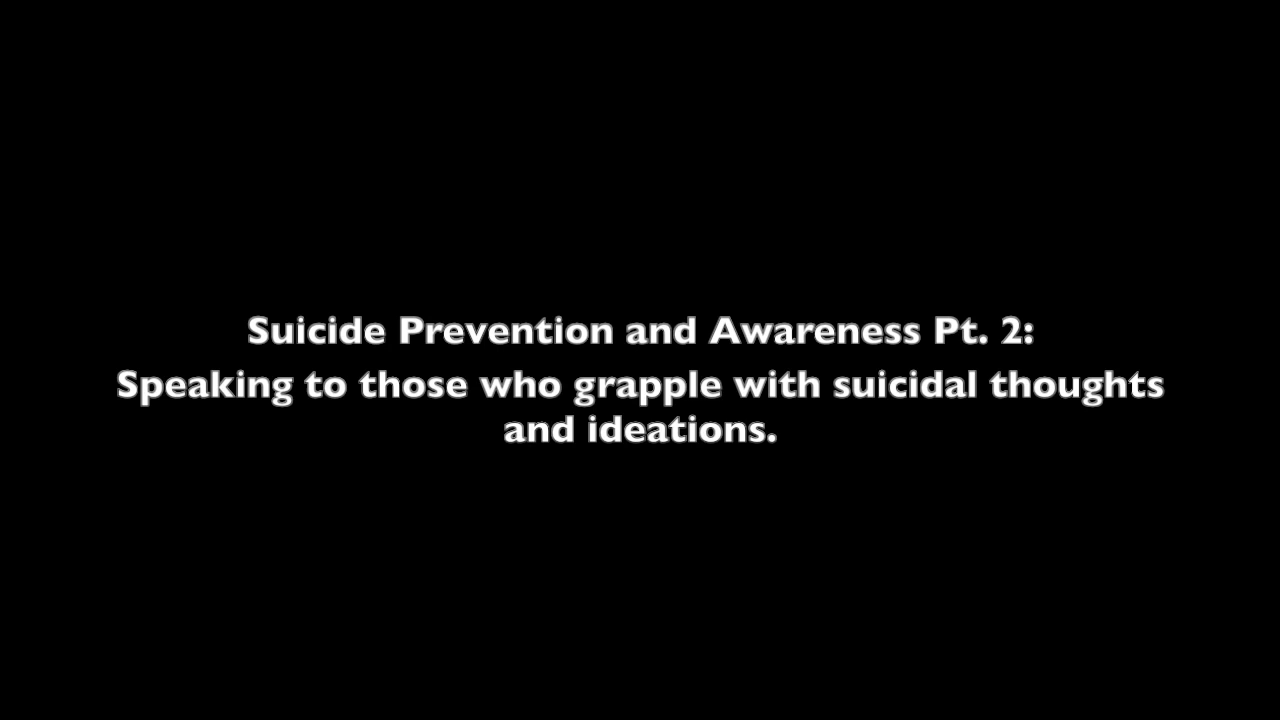 Suicide Prevention and Awareness Pt. 2:
Speaking to those who grapple with suicidal thoughts
and ideations.